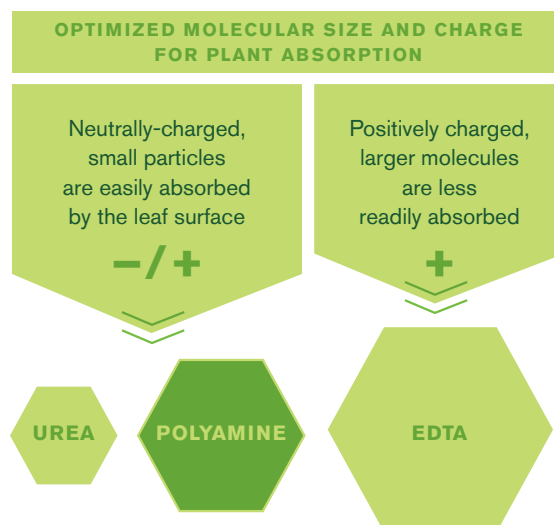 OPTIMIZED MOLECULAR SIZE AND CHARGE
FOR PLANT ABSORPTION
Neutrally-charged,
small particles
are easily absorbed
by the leaf surface
–/+
Positively charged,
larger molecules
are less
readily absorbed
+
UREA
POLYAMINE
EDTA